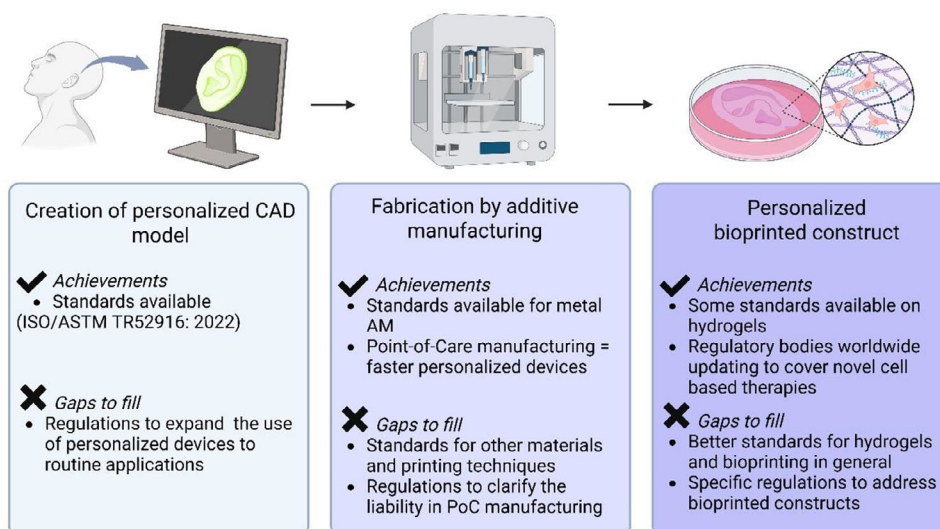 Creation of personalized CAD
model
Achievements
• Standards available
(ISO/ASTM TR52916: 2022)
Gaps to fill
• Regulations to expand the use
of personalized devices to
routine applications
Fabrication by additive
manufacturing
Achievements
• Standards available for metal
AM
• Point-of-Care manufacturing =
faster personalized devices
Gaps to fill
• Standards for other materials
and printing techniques
• Regulations to clarify the
liability in PoC manufacturing
Personalized
bioprinted construct
Achievements
• Some standards available on
hydrogels
• Regulatory bodies worldwide
updating to cover novel cell
based therapies
Gaps to fill
• Better standards for hydrogels
and bioprinting in general
• Specific regulations to address
bioprinted constructs